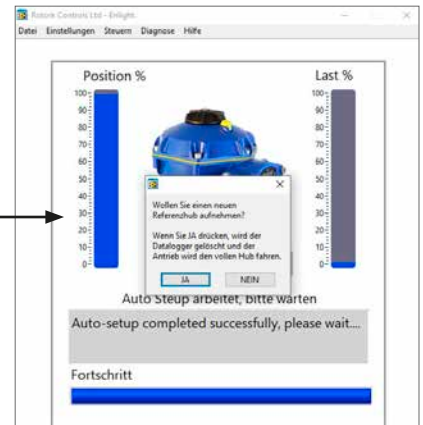 Rotork Controls Ltd - Enlight
Datei Einstellungen Steuern Diagnose Hilfe
Position %
Last %
100
90
80
70
60
50
40
30
20
10
0
100
90
80
70
60
50
40
30
20
10
0
Wollen Sie einen neuen
Referenzhub aufnehmen?
Wenn Sie JA drücken, wird der
Datalogger gelöscht und der
Antrieb wird den vollen Hub fahren.
JA NEIN
Auto Steup arbeitet, bitte warten
Auto-setup completed successfully, please wait....
Fortschritt